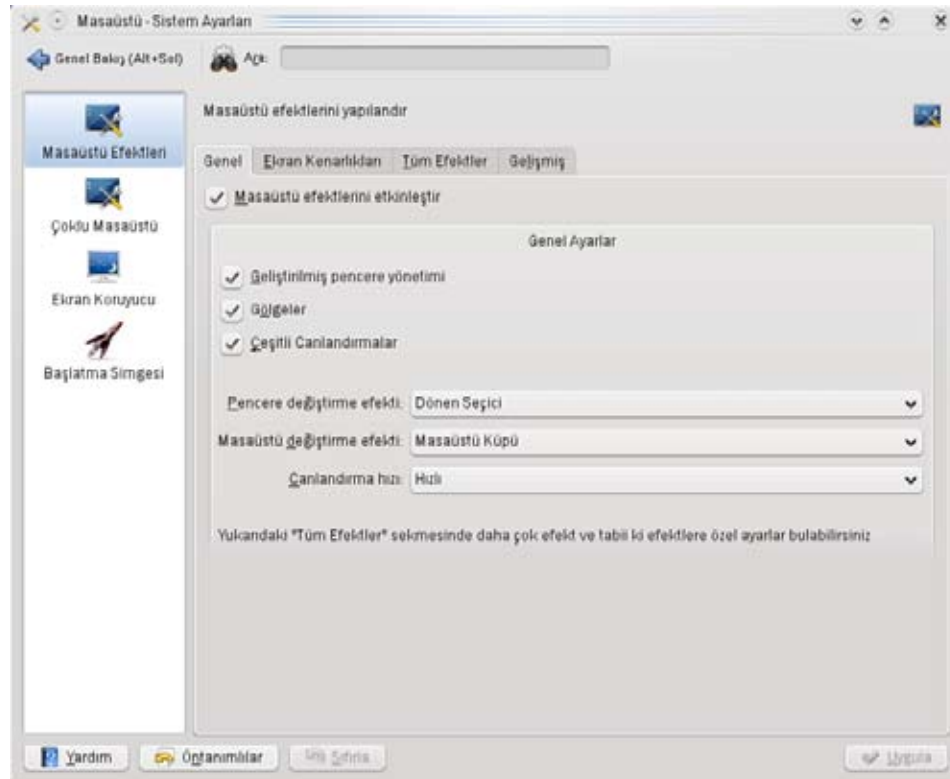 Masaüstü - Sistem Ayarları
Genel Bakış (Alt+Sol)
Ara:
Masaüstü Efektleri
Çoklu Masaüstü
Ekran Koruyucu
Başlatma Simgesi
Masaüstü efektlerini yapılandır
Genel Ekran Kenarlıkları Tüm Efektler Gelişmiş
Masaüstü efektlerini etkinleştir
Genel Ayarlar
Geliştirilmiş pencere yönetimi
Gölgeler
Çeşitli Canlandırmalar
Pencere değiştirme efekti: Dönen Seçici
Masaüstü değiştirme efekti: Masaüstü Küpü
Canlandırma hızı: Hızlı
Yukarıdaki "Tüm Efektler" sekmesinde daha çok efekt ve tabii ki efektlere özel ayarlar bulabilirsiniz
Yardım Öntanımlılar Sıfırla Uygula